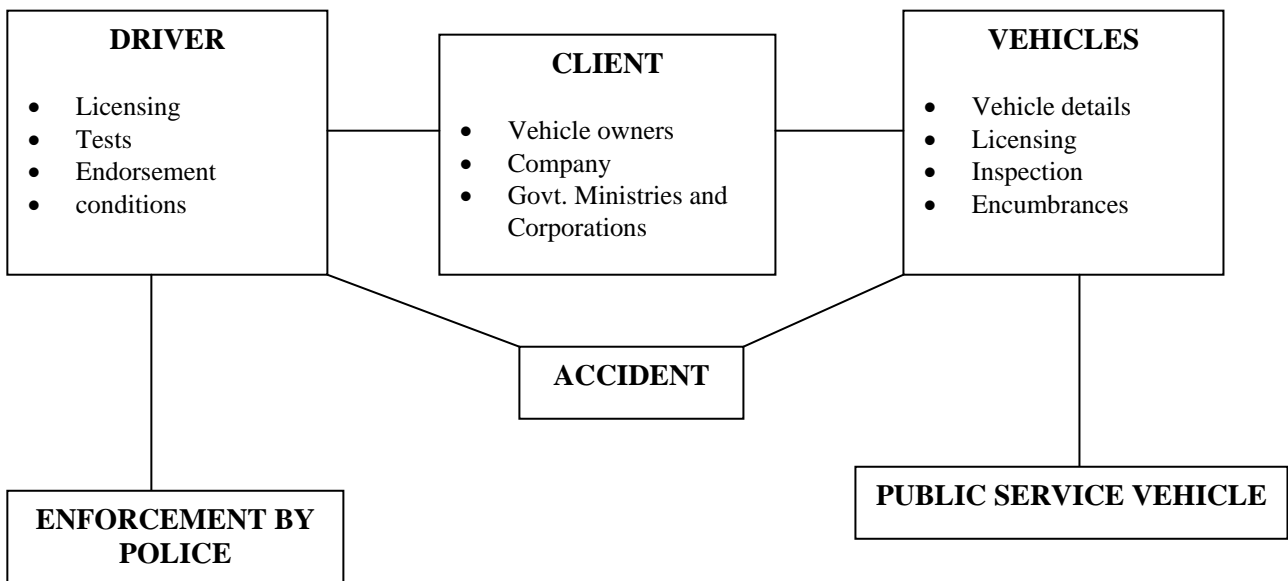 DRIVER
• Licensing
• Tests
• Endorsement
• conditions
CLIENT
• Vehicle owners
• Company
• Govt. Ministries and
Corporations
VEHICLES
• Vehicle details
• Licensing
• Inspection
• Encumbrances
ACCIDENT
ENFORCEMENT BY
POLICE
PUBLIC SERVICE VEHICLE